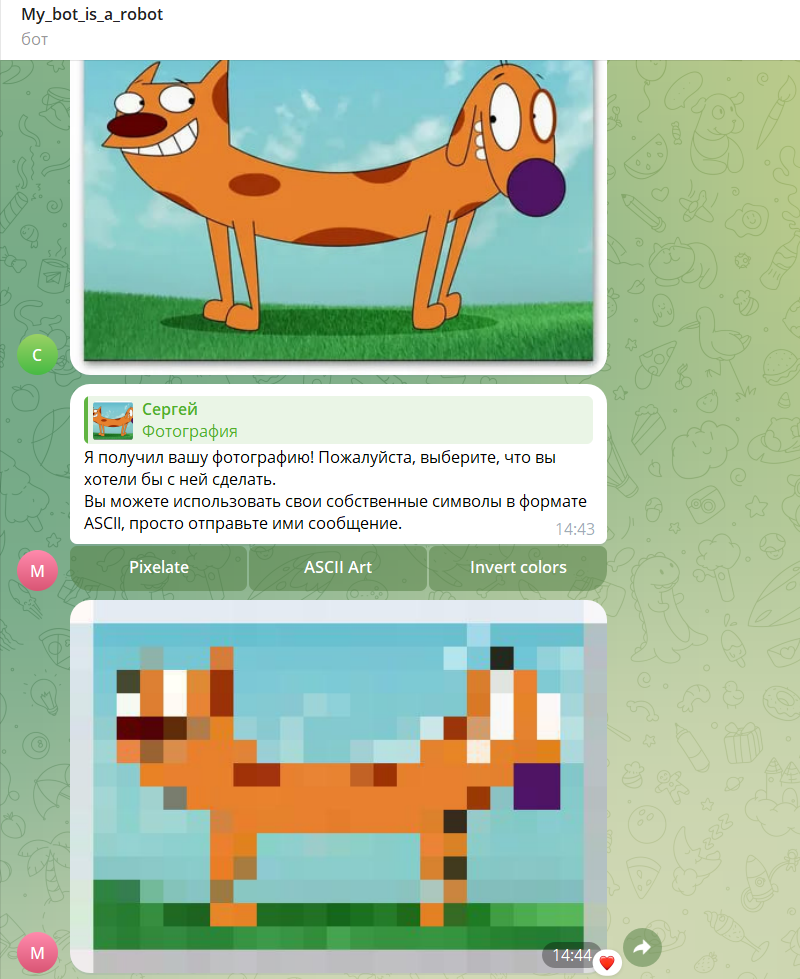 My_bot_is_a_robot
бот
С
Сергей
Фотография
Я получил вашу фотографию! Пожалуйста, выберите, что вы
хотели бы с ней сделать.
Вы можете использовать свои собственные символы в формате
ASCII, просто отправьте ими сообщение.
14:43
M
Pixelate
ASCII Art
Invert colors
14:44
M